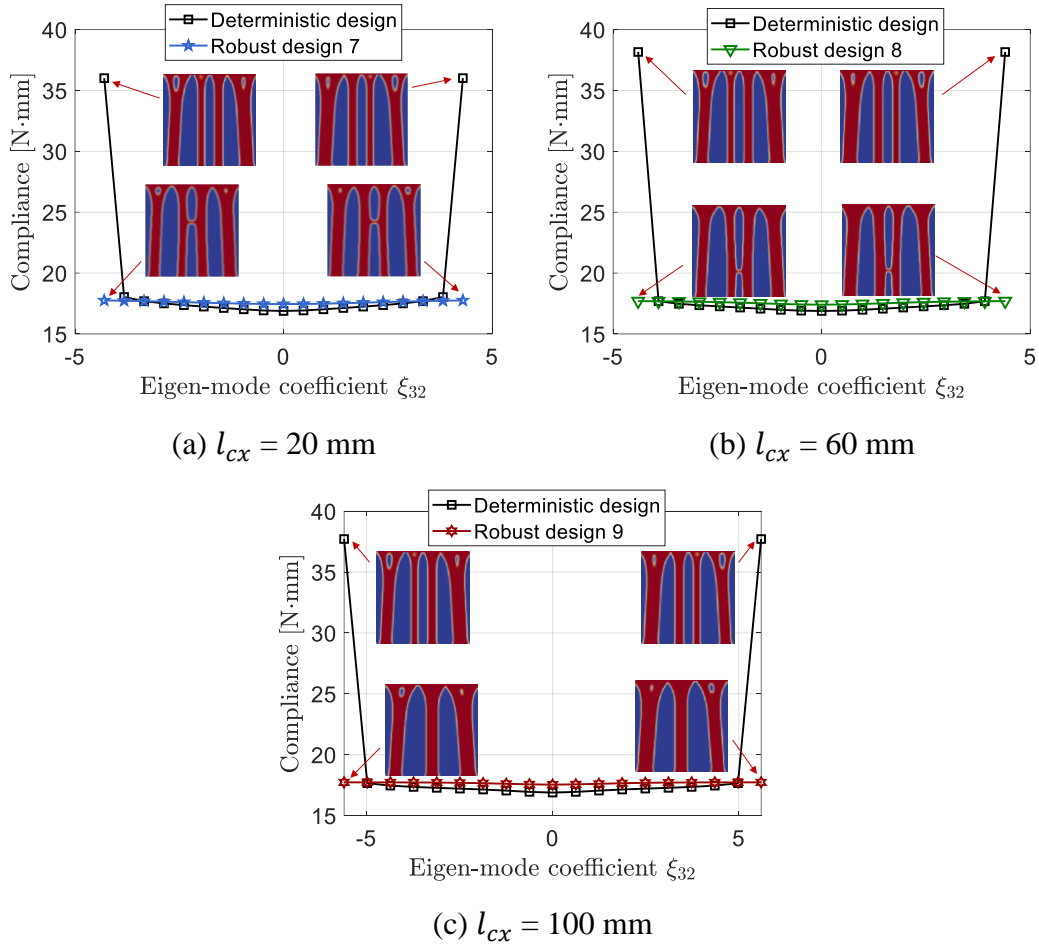 Deterministic design
Robust design 7
40
35
30
25
20
15
Compliance [N·mm]
-5 0 5
Eigen-mode coefficient ξ32
(a) lcx = 20 mm
Deterministic design
Robust design 8
40
35
30
25
20
15
Compliance [N·mm]
-5 0 5
Eigen-mode coefficient ξ32
(b) lcx = 60 mm
Deterministic design
Robust design 9
40
35
30
25
20
15
Compliance [N·mm]
-5 0 5
Eigen-mode coefficient ξ32
(c) lcx = 100 mm